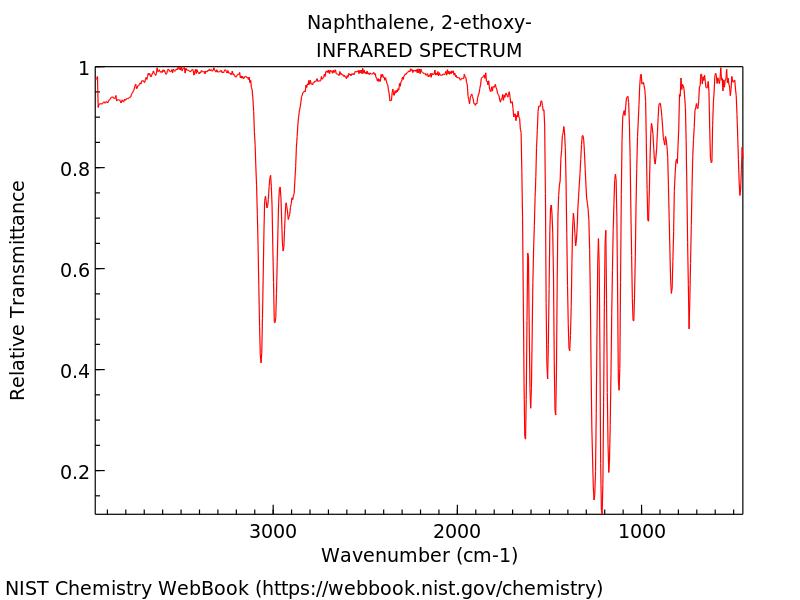 Naphthalene, 2-ethoxy-
INFRARED SPECTRUM
1
0.8
0.6
0.4
0.2
Relative Transmittance
3000 2000 1000
Wavenumber (cm-1)
NIST Chemistry WebBook (https://webbook.nist.gov/chemistry)